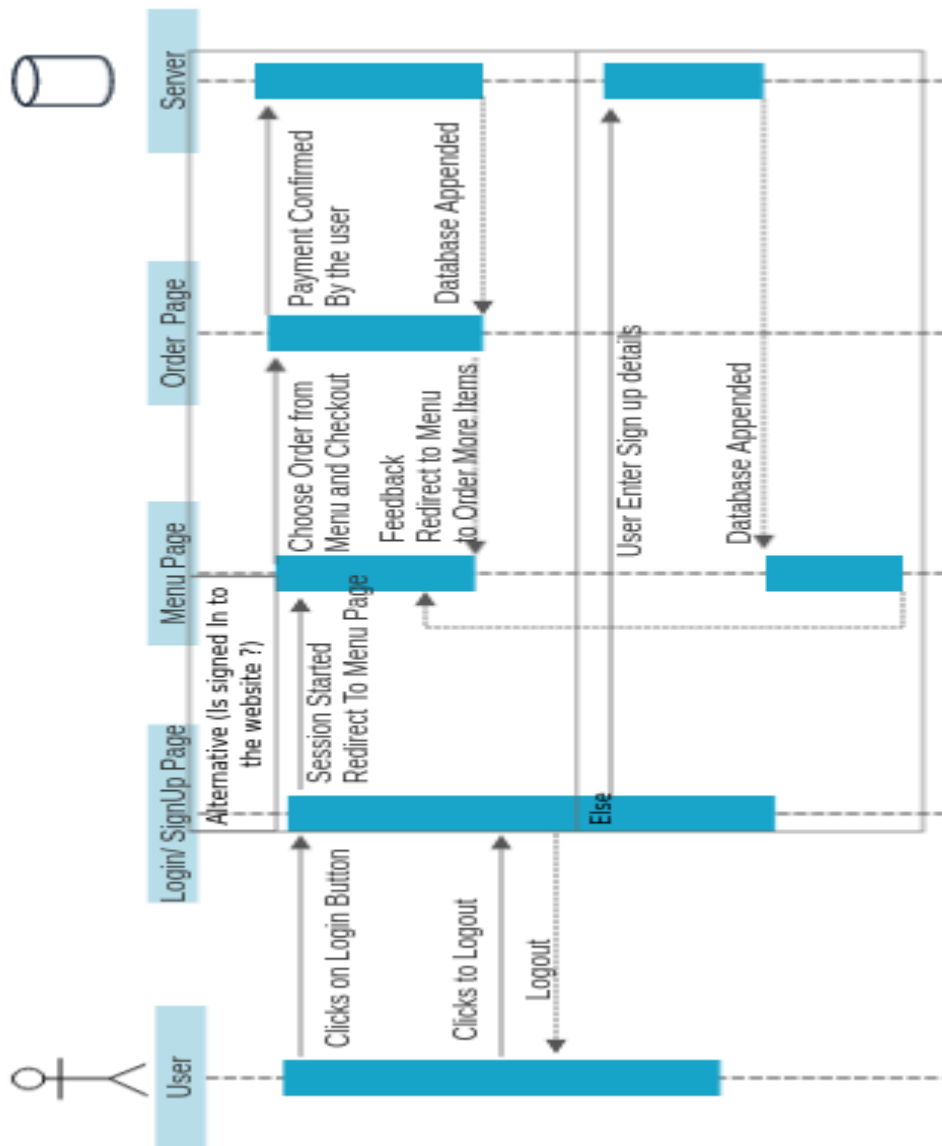 User
Login/ SignUp Page
Menu Page
Order Page
Server
Alternative (Is signed In to
the website ?)
Clicks on Login Button
Session Started
Redirect To Menu Page
Choose Order from
Menu and Checkout
Payment Confirmed
By the user
Feedback
Redirect to Menu
to Order More Items
Database Appended
Clicks to Logout
Logout
Else
User Enter Sign up details
Database Appended